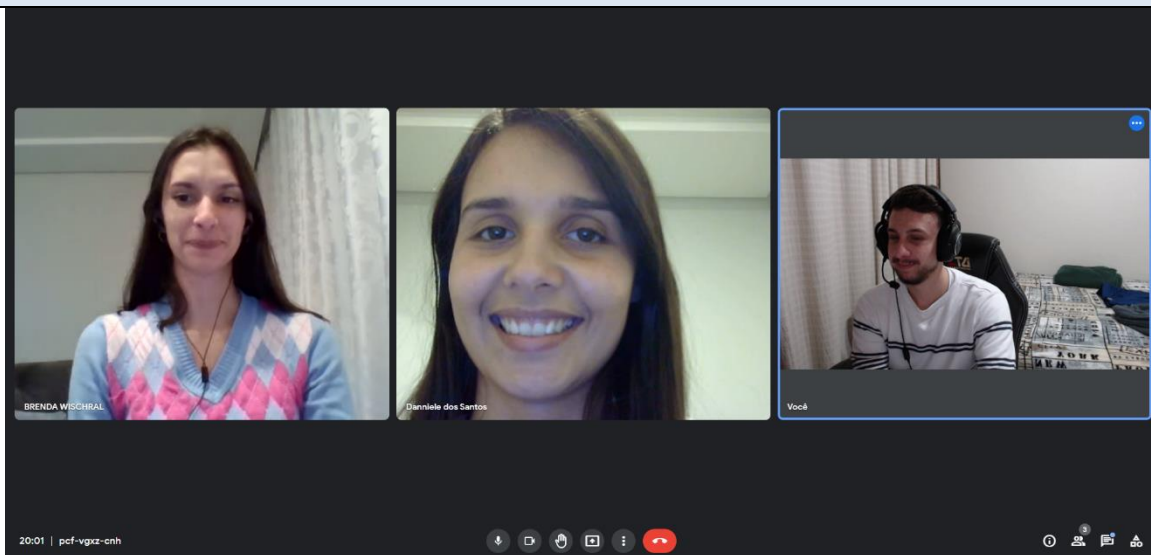 BRENDA WISCHRAL
Danniele dos Santos
Você
20:01 | pcf-vgxz-cnh
3